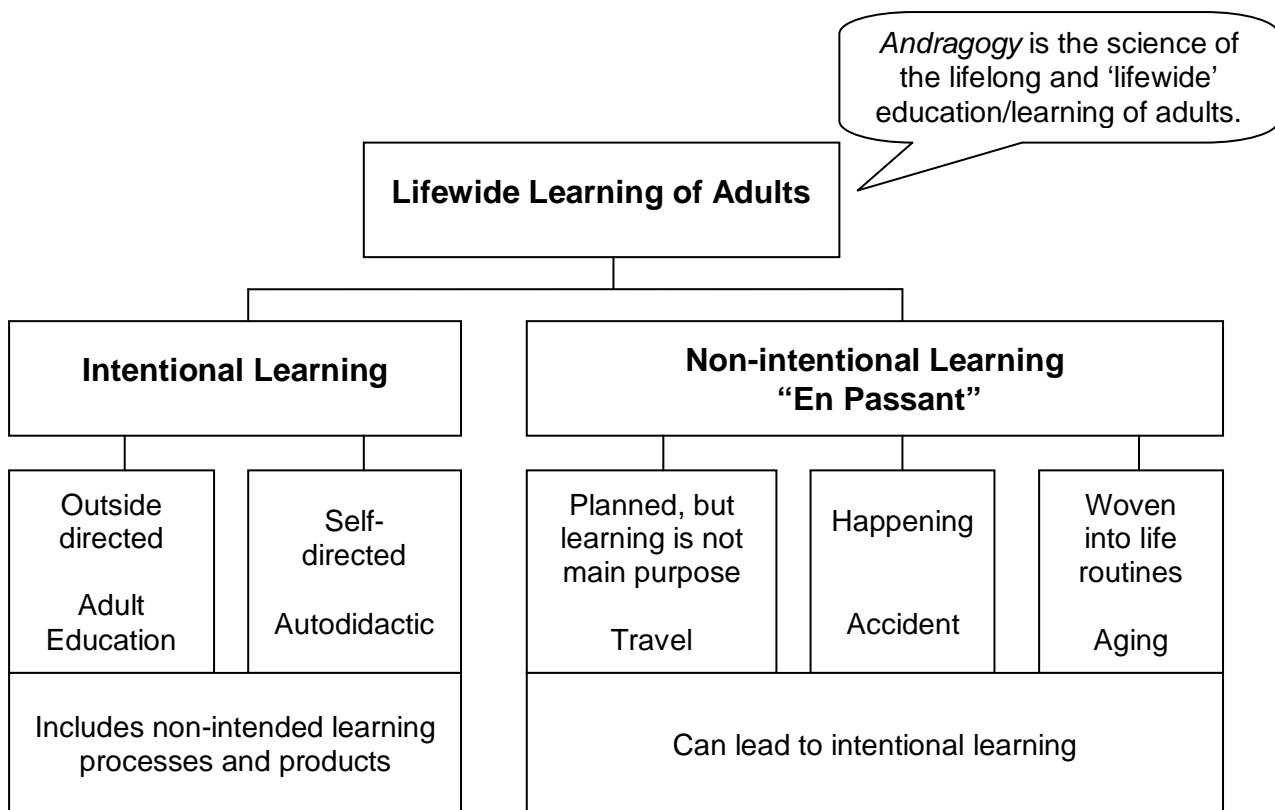 Andragogy is the science of
the lifelong and ‘lifewide’
education/learning of adults.
Lifewide Learning of Adults
Intentional Learning
Non-intentional Learning
“En Passant”
Outside
directed
Adult
Education
Self-
directed
Autodidactic
Planned, but
learning is not
main purpose
Travel
Happening
Accident
Woven
into life
routines
Aging
Includes non-intended learning
processes and products
Can lead to intentional learning